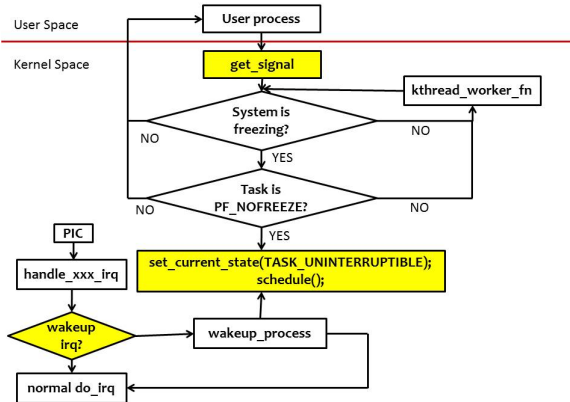 User Space
User process
Kernel Space
get_signal
kthread_worker_fn
System is
freezing?
NO
NO
YES
Task is
PF_NOFREEZE?
NO
NO
YES
PIC
set_current_state(TASK_UNINTERRUPTIBLE);
schedule();
handle_xxx_irq
wakeup
irq?
wakeup_process
normal do_irq